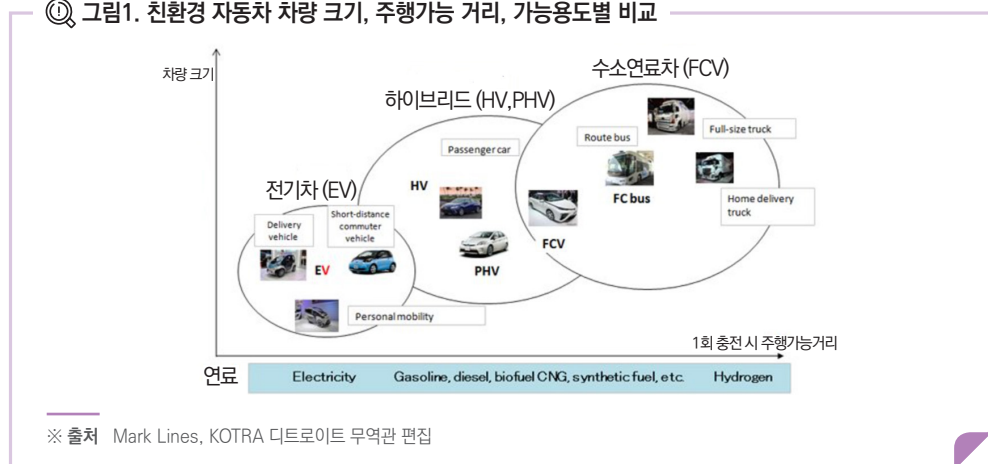 그림1. 친환경 자동차 차량 크기, 주행가능 거리, 가능용도별 비교
차량 크기
수소연료차 (FCV)
하이브리드 (HV,PHV)
전기차 (EV)
Passenger car
Route bus
Full-size truck
HV
FC bus
Home delivery
truck
Delivery
vehicle
Short-distance
commuter
vehicle
EV
FCV
PHV
Personal mobility
1회 충전 시 주행가능거리
연료
Electricity
Gasoline, diesel, biofuel CNG, synthetic fuel, etc.
Hydrogen
※ 출처 Mark Lines, KOTRA 디트로이트 무역관 편집